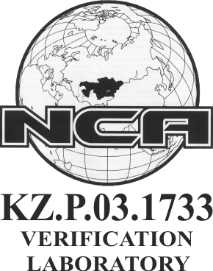 NCA
KZ.P.03.1733
VERIFICATION
LABORATORY